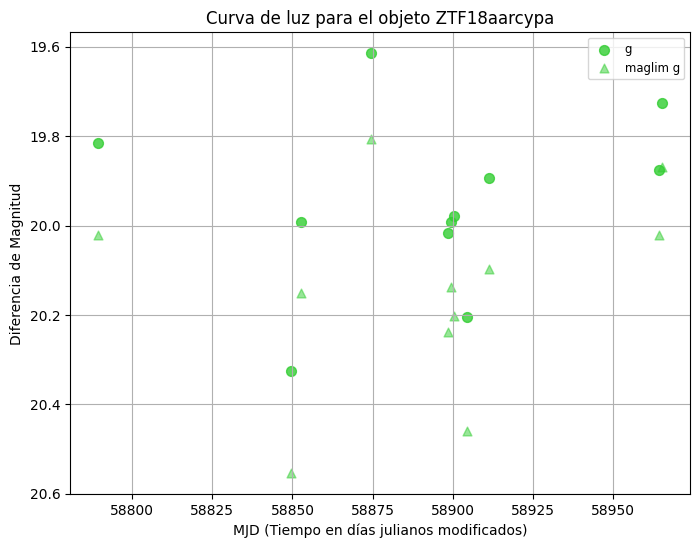 Curva de luz para el objeto ZTF18aarcypa
g
maglim g
19.6
19.8
20.0
20.2
20.4
20.6
Diferencia de Magnitud
58800 58825 58850 58875 58900 58925 58950
MJD (Tiempo en días julianos modificados)